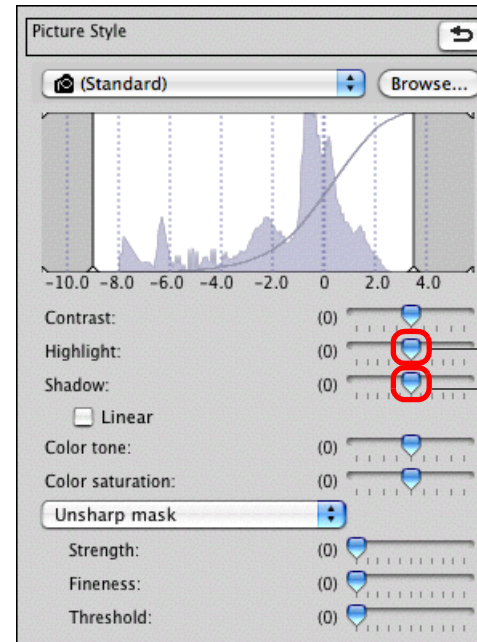 Picture Style
(Standard) Browse...
-10.0 -8.0 -6.0 -4.0 -2.0 0 2.0 4.0
Contrast: (0)
Highlight: (0)
Shadow: (0)
Linear
Color tone: (0)
Color saturation: (0)
Unsharp mask
Strength: (0)
Fineness: (0)
Threshold: (0)